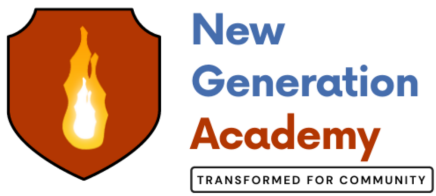 New
Generation
Academy
TRANSFORMED FOR COMMUNITY